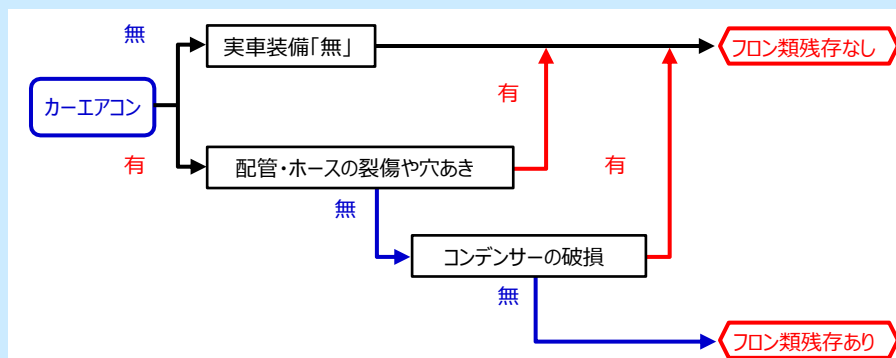 無
実車装備「無」
フロン類残存なし
カーエアコン
有
有
配管・ホースの裂傷や穴あき
有
無
コンデンサーの破損
無
フロン類残存あり